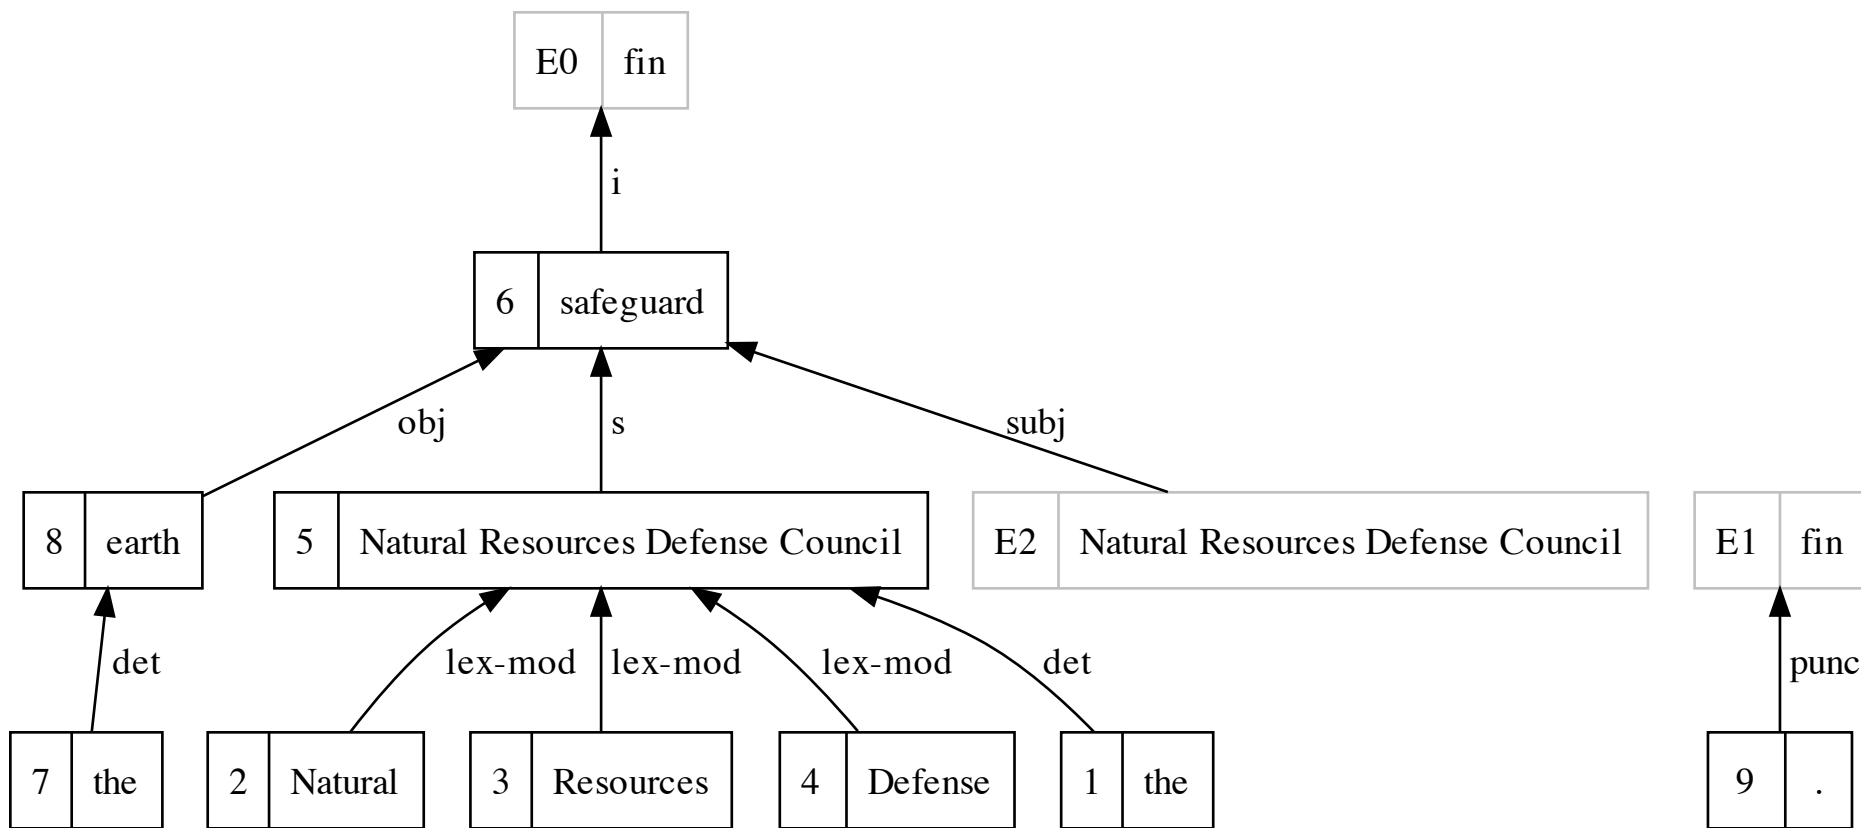 E0 fin
i
6 safeguard
obj s subj
8 earth 5 Natural Resources Defense Council E2 Natural Resources Defense Council E1 fin
det lex-mod lex-mod lex-mod det punc
7 the 2 Natural 3 Resources 4 Defense 1 the 9 .